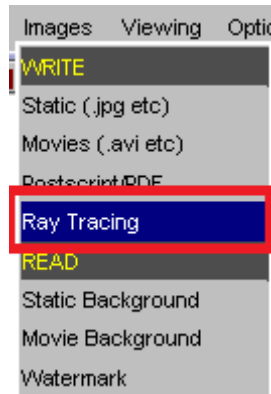 Images Viewing Optic
WRITE
Static (.jpg etc)
Movies (.avi etc)
Postscript/PDF
Ray Tracing
READ
Static Background
Movie Background
Watermark